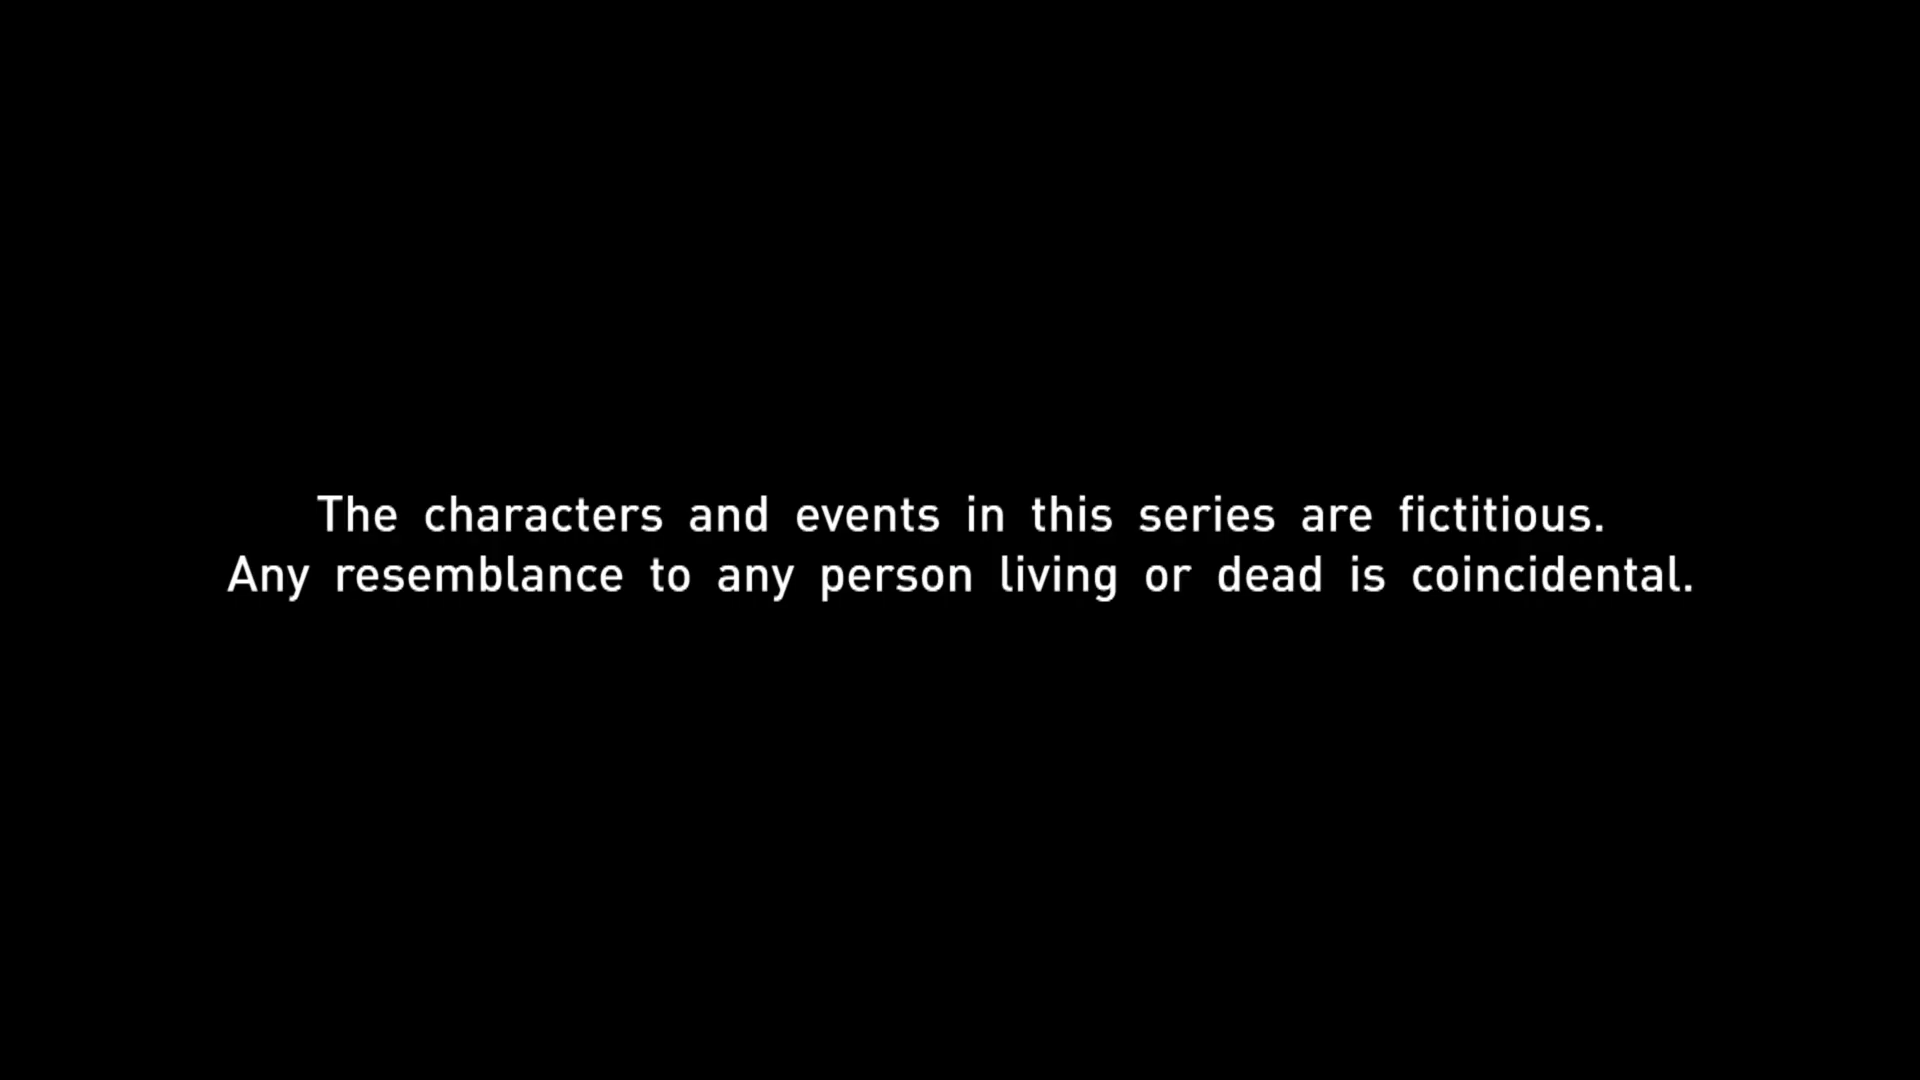 The characters and events in this series are fictitious.
Any resemblance to any person living or dead is coincidental.